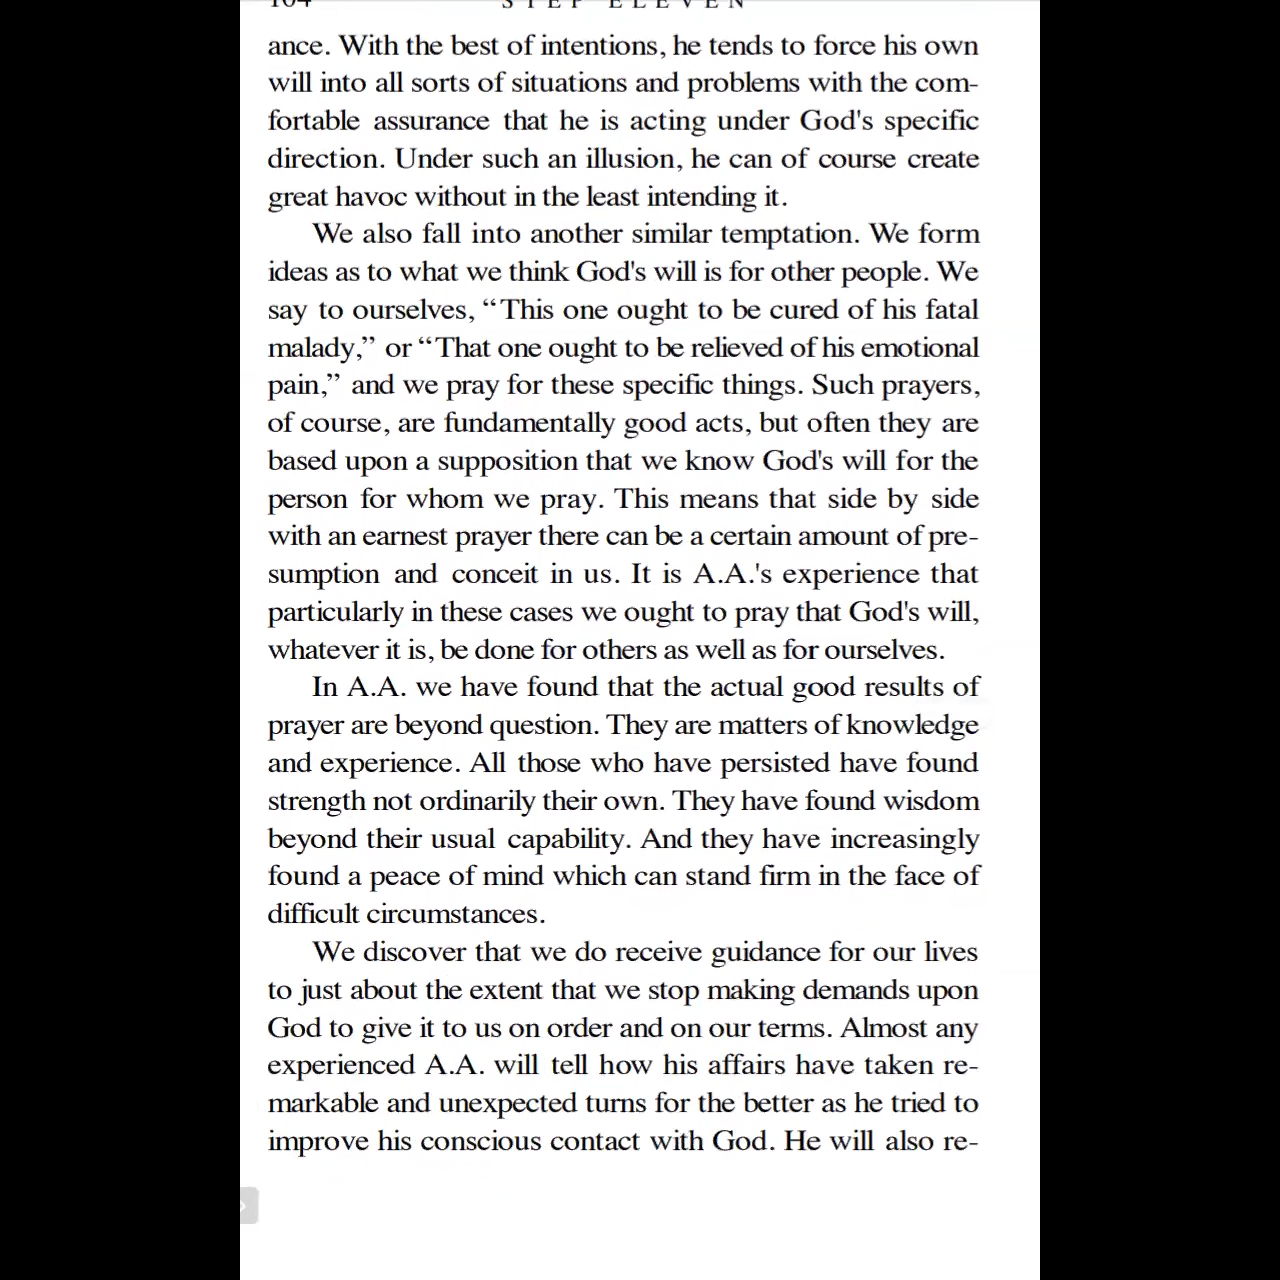 104 STEP ELEVEN
ance. With the best of intentions, he tends to force his own
will into all sorts of situations and problems with the com-
fortable assurance that he is acting under God's specific
direction. Under such an illusion, he can of course create
great havoc without in the least intending it.
We also fall into another similar temptation. We form
ideas as to what we think God's will is for other people. We
say to ourselves, “This one ought to be cured of his fatal
malady,” or “That one ought to be relieved of his emotional
pain,” and we pray for these specific things. Such prayers,
of course, are fundamentally good acts, but often they are
based upon a supposition that we know God's will for the
person for whom we pray. This means that side by side
with an earnest prayer there can be a certain amount of pre-
sumption and conceit in us. It is A.A.'s experience that
particularly in these cases we ought to pray that God's will,
whatever it is, be done for others as well as for ourselves.
In A.A. we have found that the actual good results of
prayer are beyond question. They are matters of knowledge
and experience. All those who have persisted have found
strength not ordinarily their own. They have found wisdom
beyond their usual capability. And they have increasingly
found a peace of mind which can stand firm in the face of
difficult circumstances.
We discover that we do receive guidance for our lives
to just about the extent that we stop making demands upon
God to give it to us on order and on our terms. Almost any
experienced A.A. will tell how his affairs have taken re-
markable and unexpected turns for the better as he tried to
improve his conscious contact with God. He will also re-